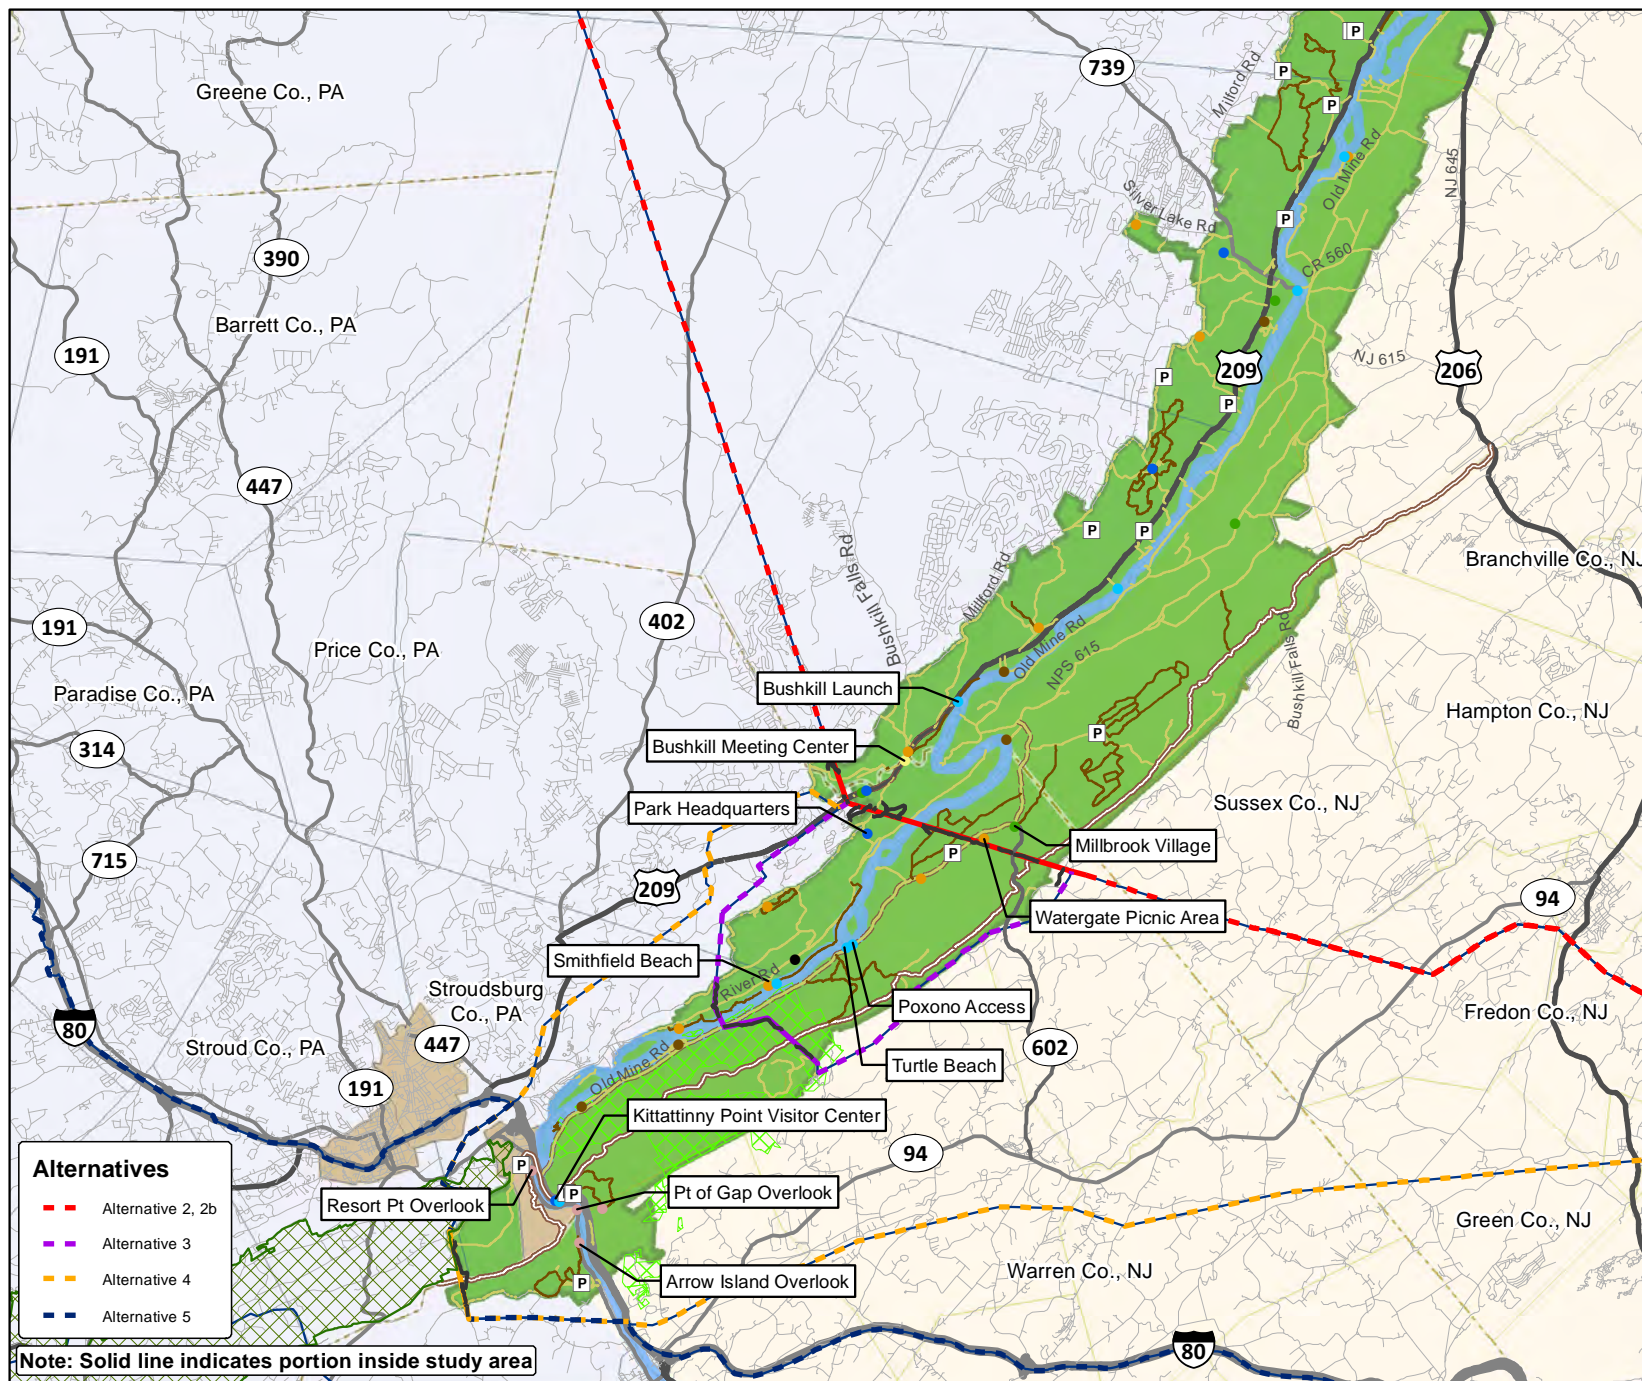 P
739
Milford Rd
P
Greene Co., PA
P
Old Mine Rd
NJ 645
Silver Lake Rd
P
390
CR 560
Barrett Co., PA
191
NJ 615
209
206
P
P
447
Bushkill Falls Rd
P
P
Milford Rd
Branchville Co., NJ
191
402
Price Co., PA
Old Mine Rd
NPS 615
Bushkill Falls Rd
Paradise Co., PA
Bushkill Launch
Hampton Co., NJ
314
Bushkill Meeting Center
P
Park Headquarters
Sussex Co., NJ
Millbrook Village
715
P
209
94
Watergate Picnic Area
Smithfield Beach
River Rd
Stroudsburg
Co., PA
Poxono Access
Fredon Co., NJ
80
447
Stroud Co., PA
602
Old Mine Rd
Turtle Beach
191
Kittattinny Point Visitor Center
94
P
P
Pt of Gap Overlook
Resort Pt Overlook
Green Co., NJ
Warren Co., NJ
Arrow Island Overlook
P
80
Alternatives
Alternative 2, 2b
Alternative 3
Alternative 4
Alternative 5
Note: Solid line indicates portion inside study area